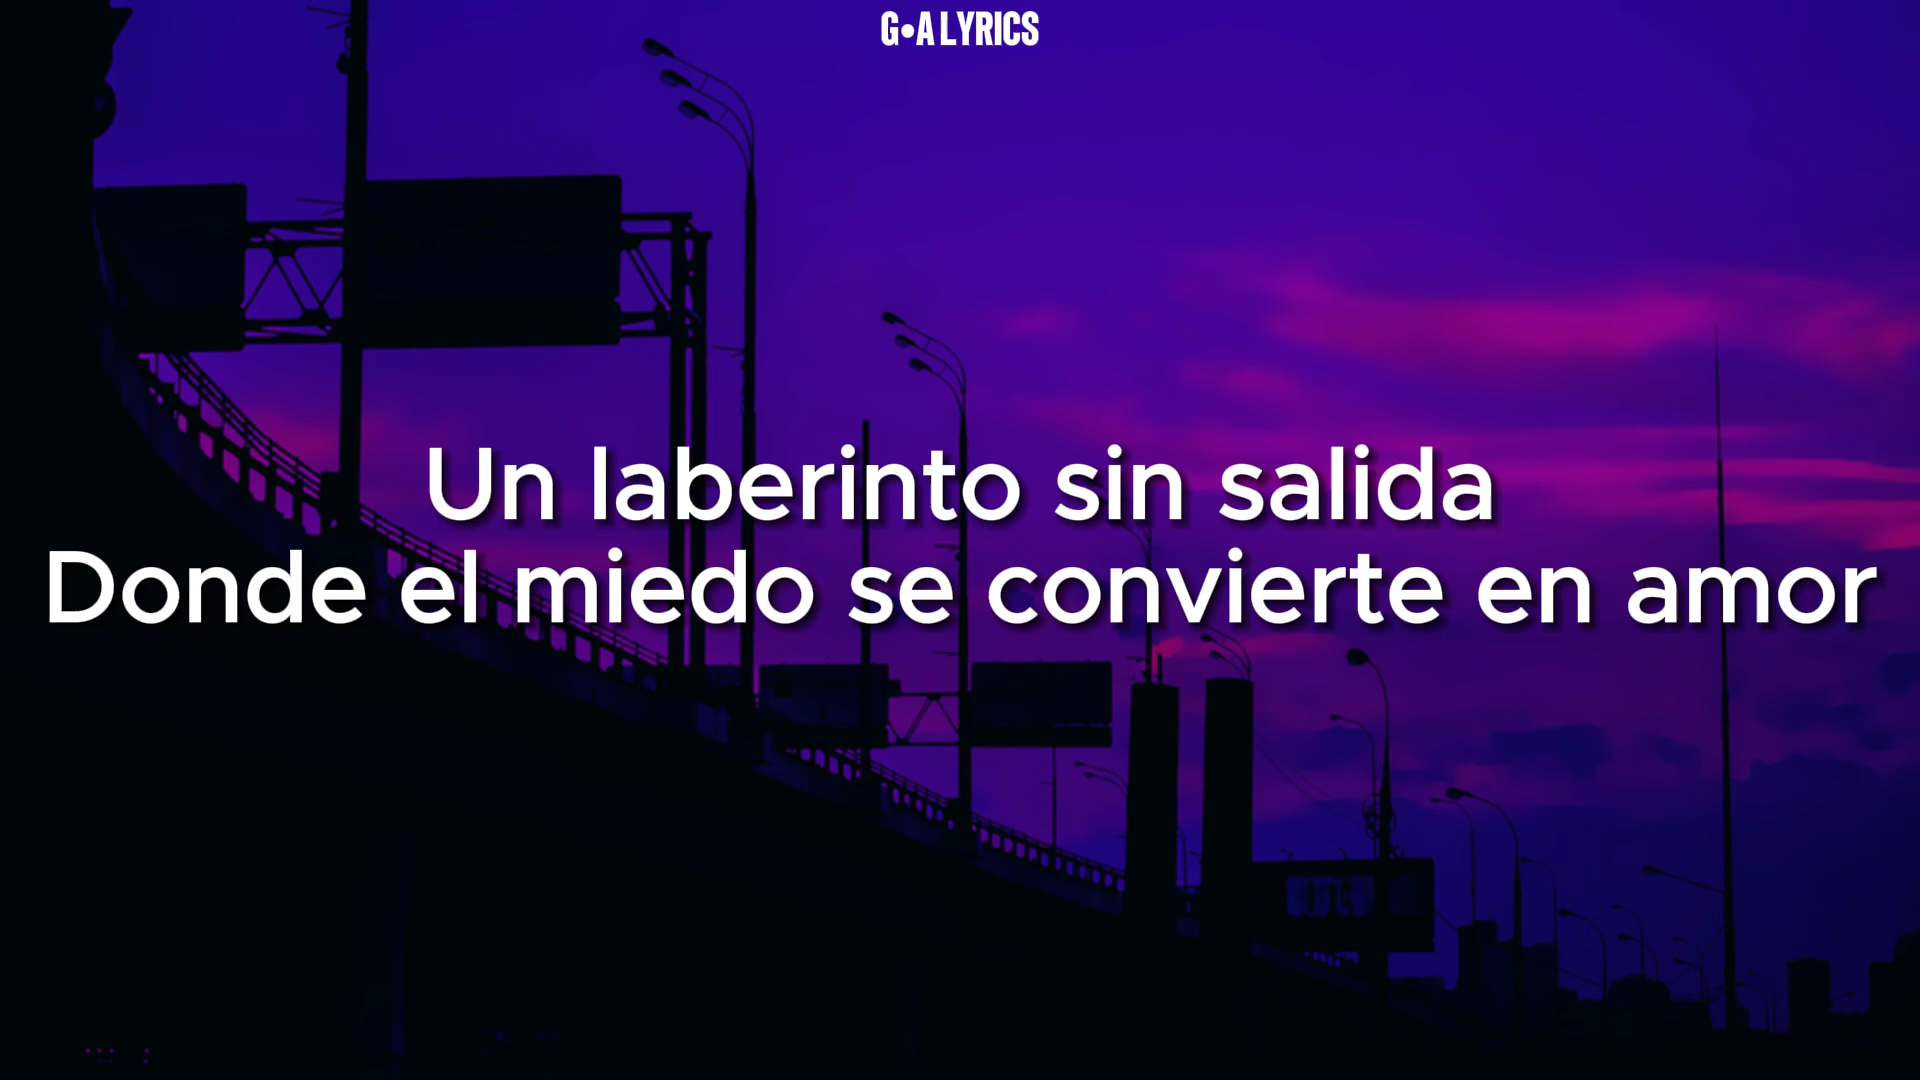 G•A LYRICS
Un laberinto sin salida
Donde el miedo se convierte en amor